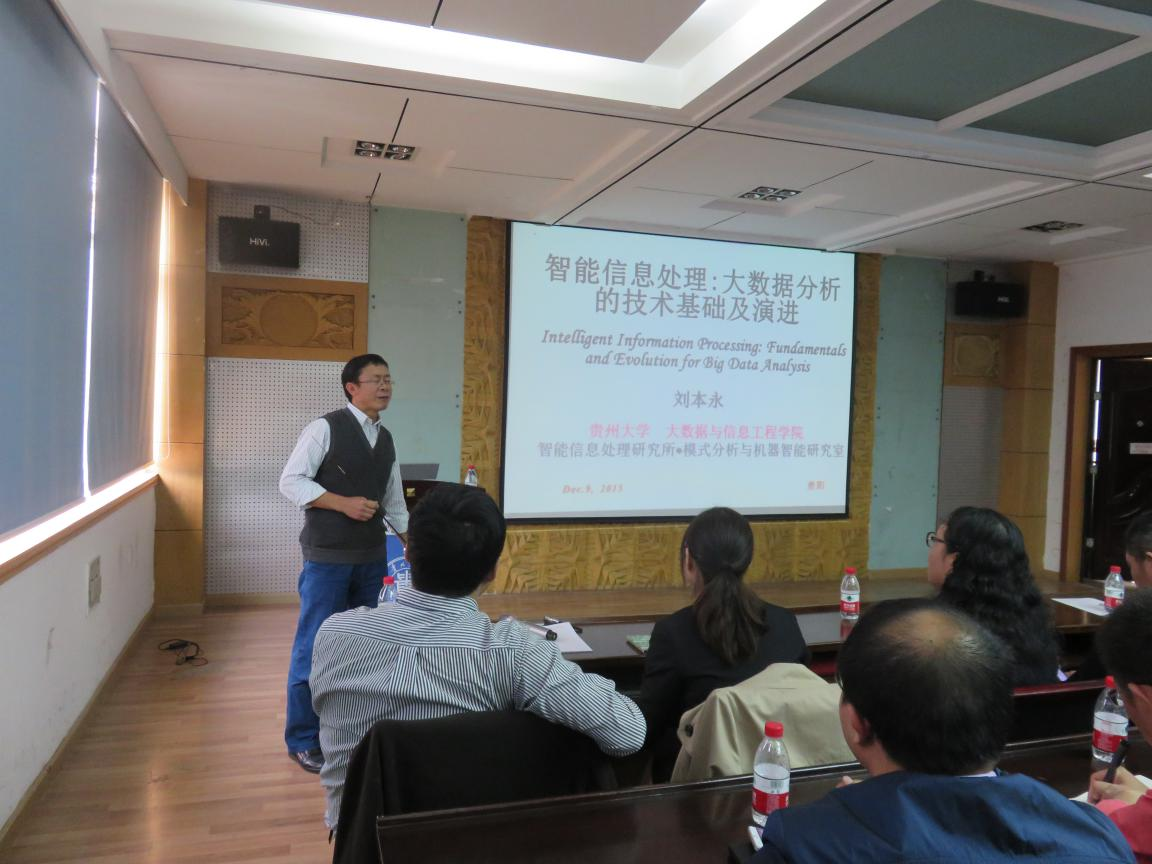 HiVi.
智能信息处理:大数据分析
的技术基础及演进
Intelligent Information Processing: Fundamentals
and Evolution for Big Data Analysis
刘本永
贵州大学 大数据与信息工程学院
智能信息处理研究所●模式分析与机器智能研究室
Dec.9, 2015
贵阳
HiVi.